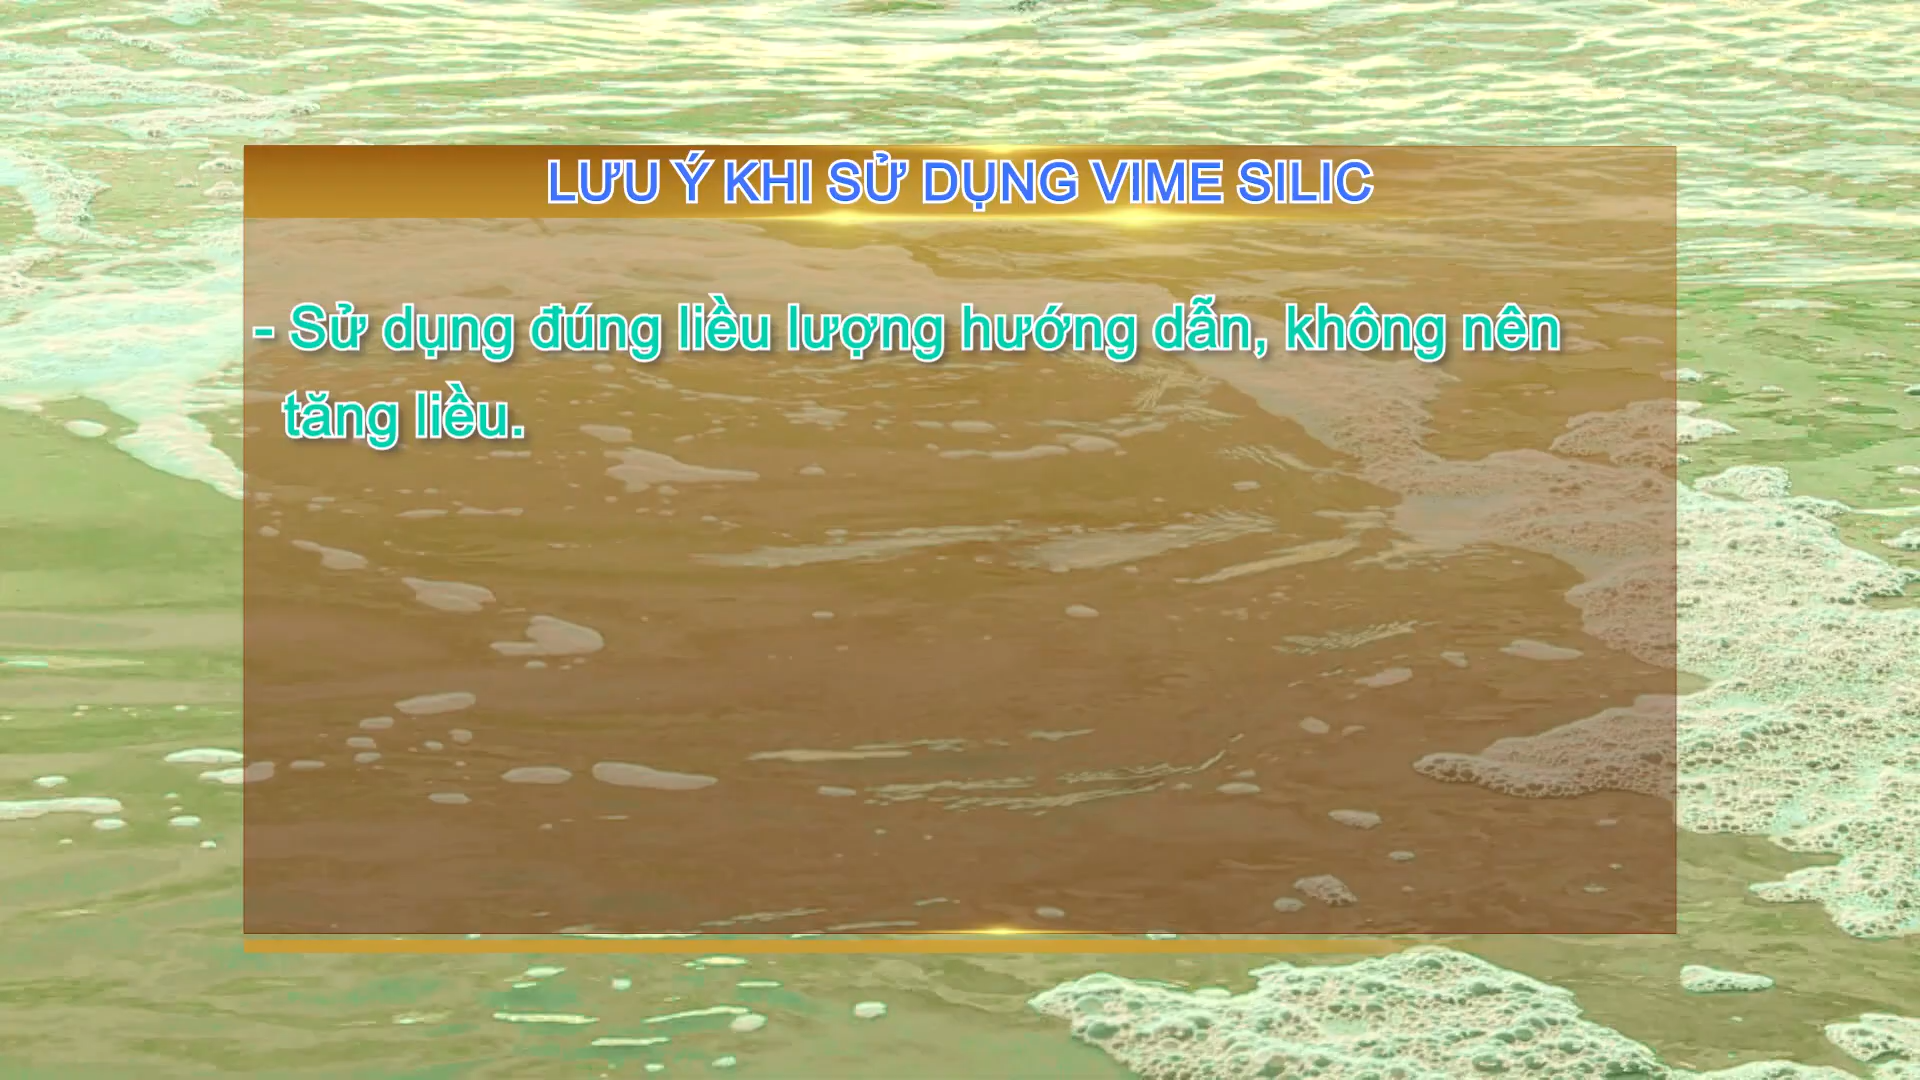 LƯU Ý KHI SỬ DỤNG VIME SILIC
- Sử dụng đúng liều lượng hướng dẫn, không nên
tăng liều.